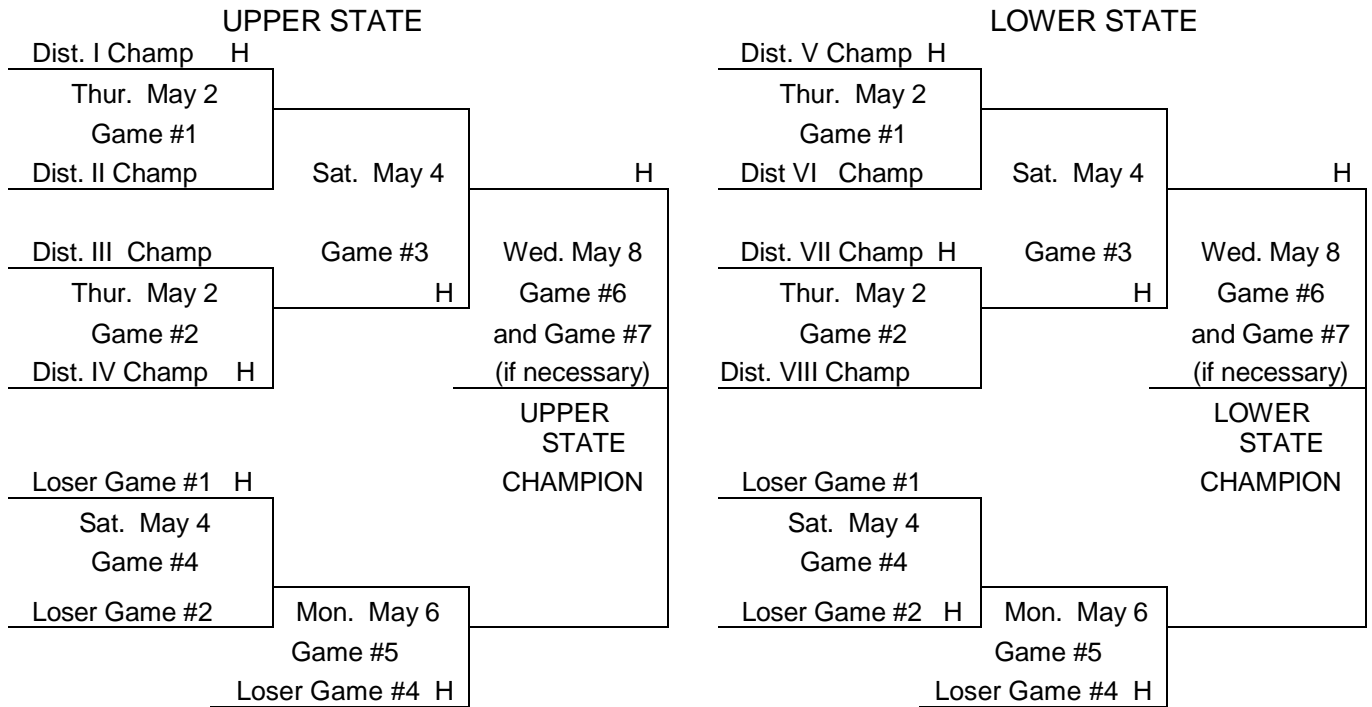 UPPER STATE
Dist. I Champ H
Thur. May 2
Game #1
Dist. II Champ
Sat. May 4
H
Dist. III Champ
Game #3
Wed. May 8
Thur. May 2
H
Game #6
Game #2
and Game #7
Dist. IV Champ H
(if necessary)
UPPER
STATE
Loser Game #1 H
CHAMPION
Sat. May 4
Game #4
Loser Game #2
Mon. May 6
Game #5
Loser Game #4 H
LOWER STATE
Dist. V Champ H
Thur. May 2
Game #1
Dist VI Champ
Sat. May 4
H
Dist. VII Champ H
Game #3
Wed. May 8
Thur. May 2
H
Game #6
Game #2
and Game #7
Dist. VIII Champ
(if necessary)
LOWER
STATE
Loser Game #1
CHAMPION
Sat. May 4
Game #4
Loser Game #2 H
Mon. May 6
Game #5
Loser Game #4 H